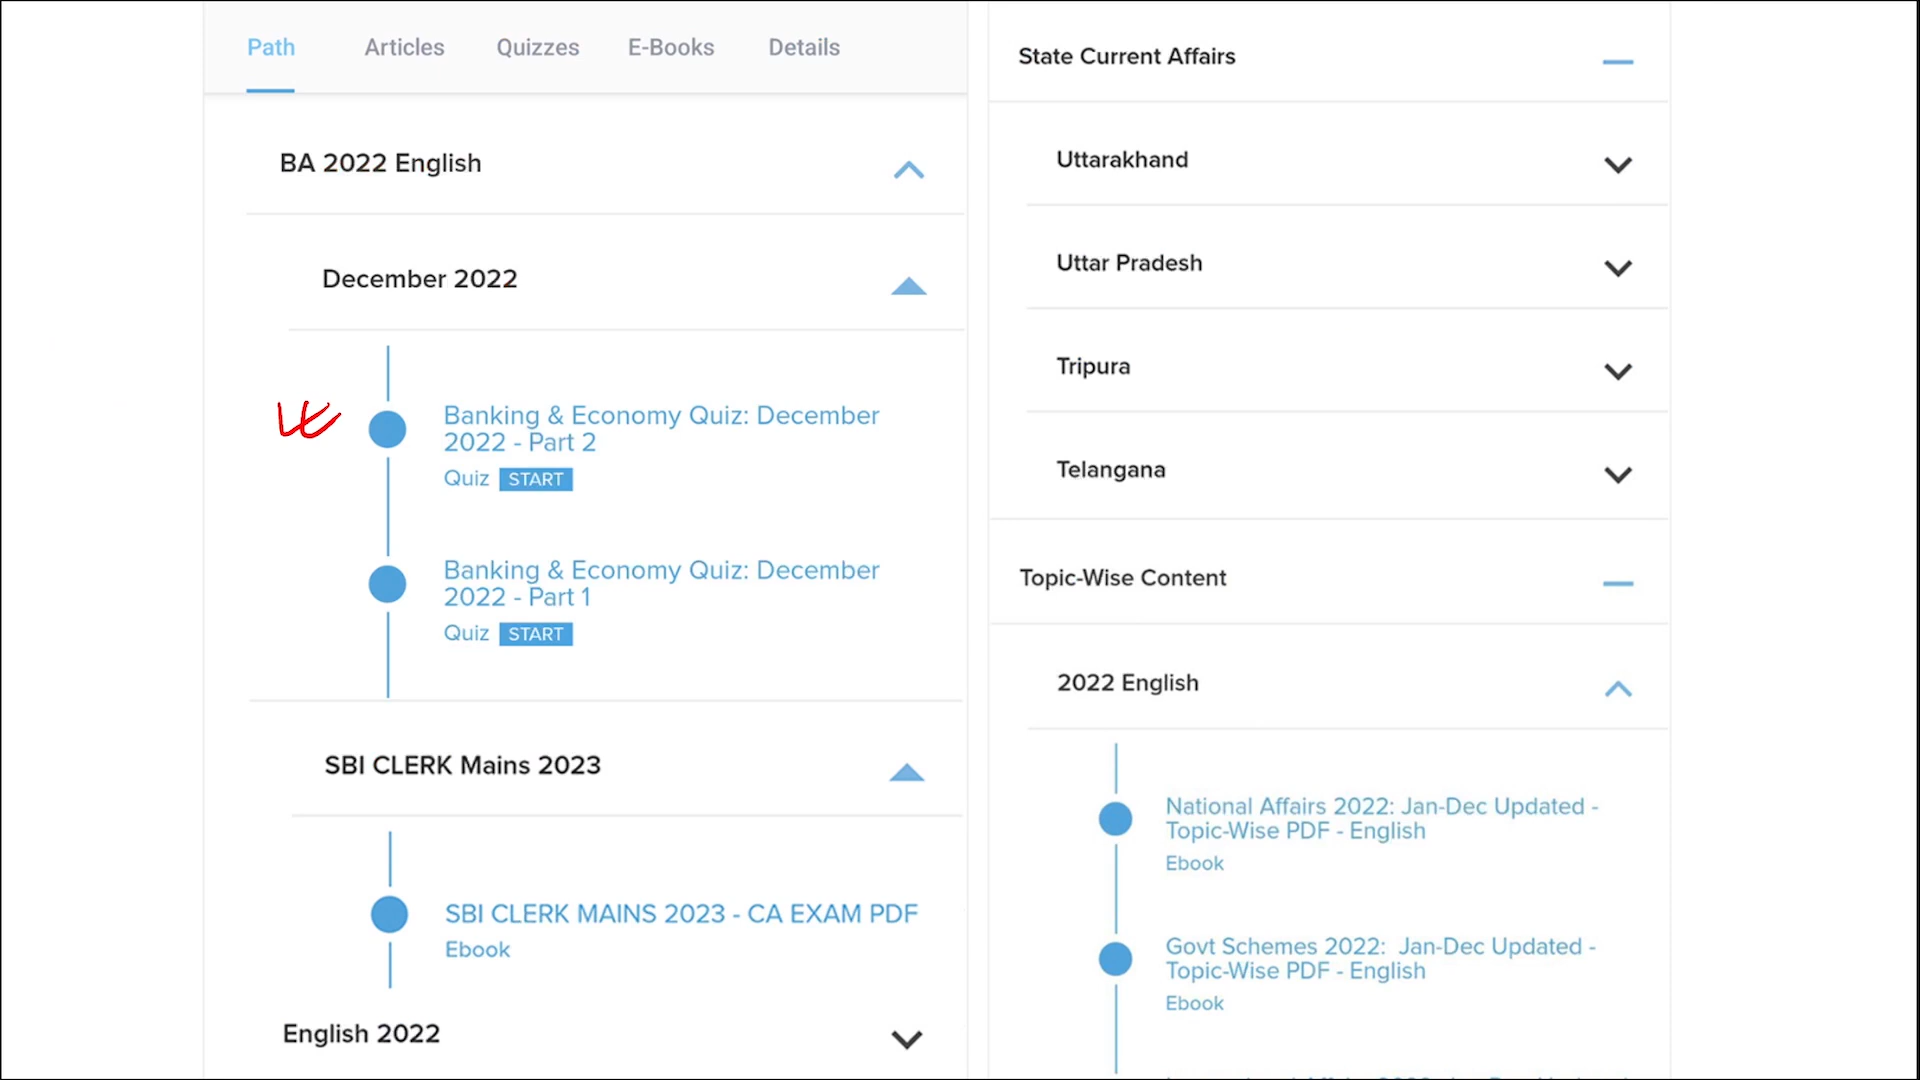 Path Articles Quizzes E-Books Details
BA 2022 English
December 2022
Banking & Economy Quiz: December
2022 - Part 2
Quiz START
Banking & Economy Quiz: December
2022 - Part 1
Quiz START
SBI CLERK Mains 2023
SBI CLERK MAINS 2023 - CA EXAM PDF
Ebook
English 2022
State Current Affairs
Uttarakhand
Uttar Pradesh
Tripura
Telangana
Topic-Wise Content
2022 English
National Affairs 2022: Jan-Dec Updated -
Topic-Wise PDF - English
Ebook
Govt Schemes 2022: Jan-Dec Updated -
Topic-Wise PDF - English
Ebook